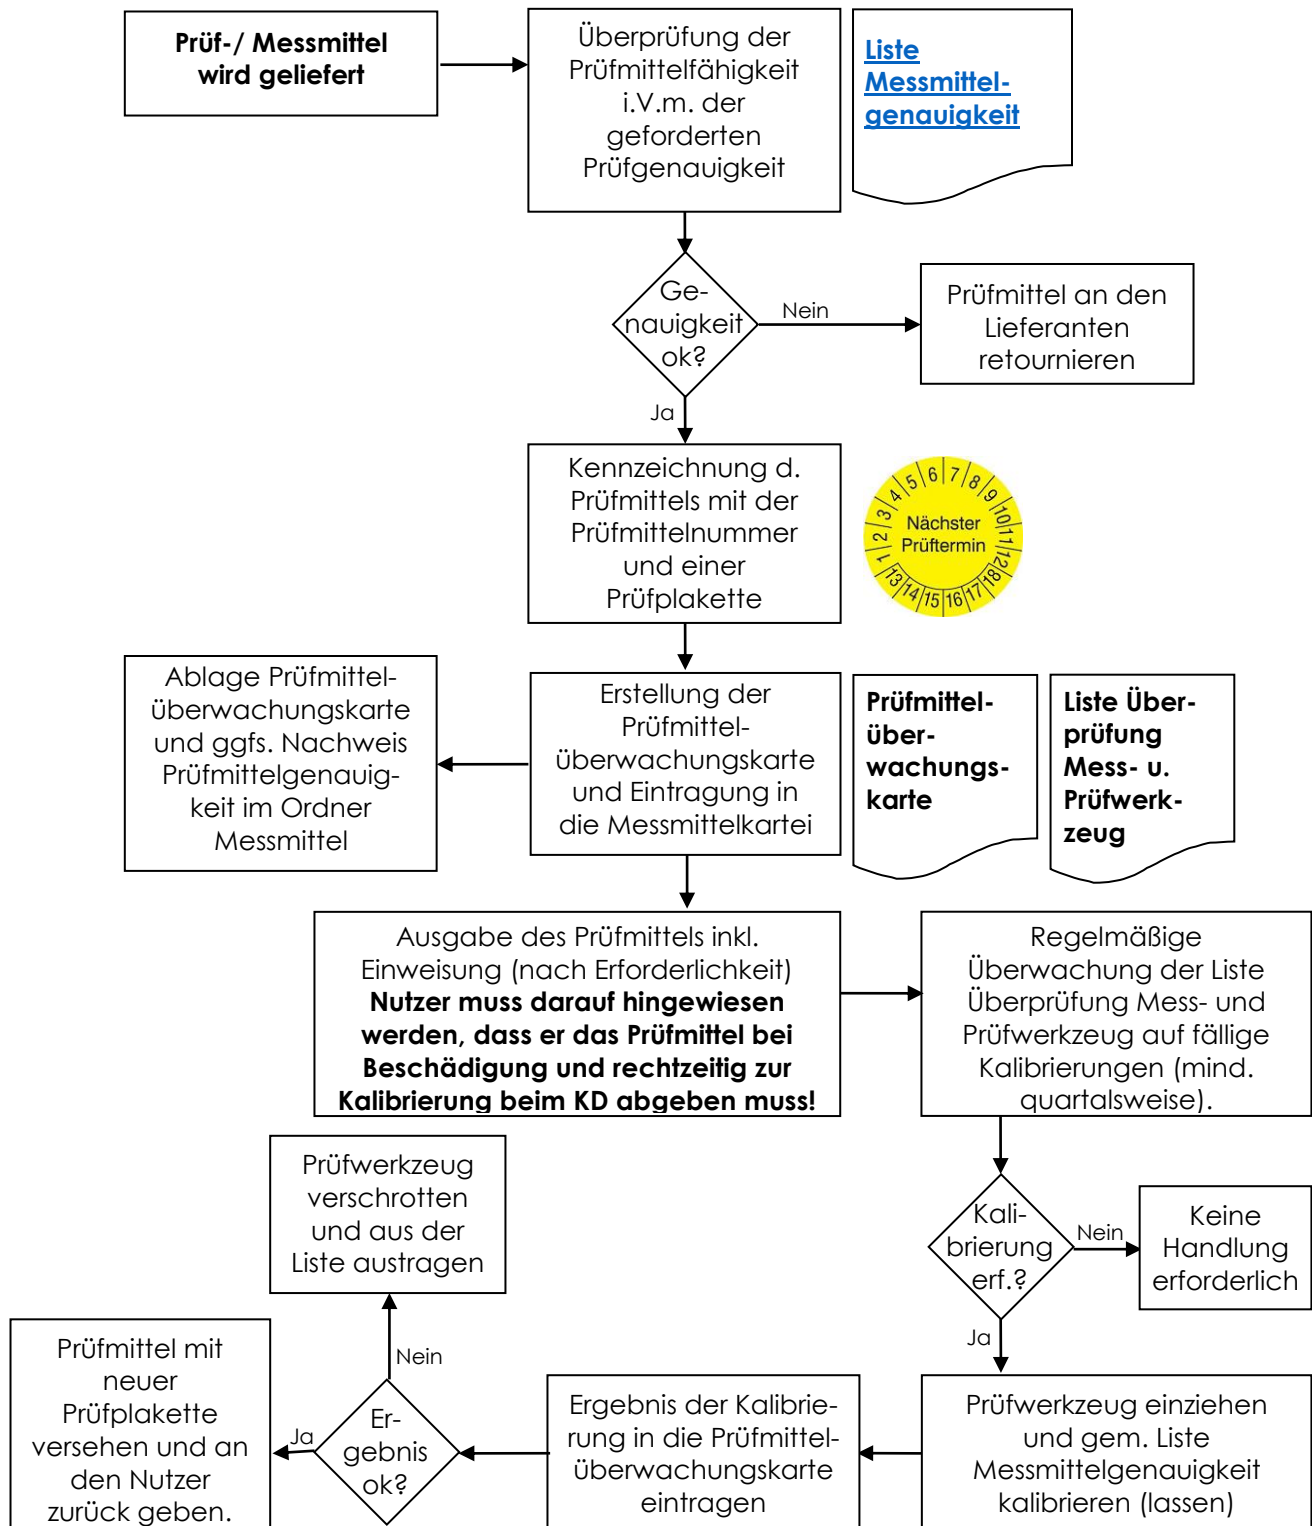 Prüf-/ Messmittel
wird geliefert
Überprüfung der
Prüfmittelfähigkeit
i.V.m. der
geforderten
Prüfgenauigkeit
Liste
Messmittel-
genauigkeit
Ge-
nauigkeit
ok?
Nein
Prüfmittel an den
Lieferanten
retournieren
Ja
Kennzeichnung d.
Prüfmittels mit der
Prüfmittelnummer
und einer
Prüfplakette
1 2 3 4 5 6 7 8 9 10 11 12
Nächster
Prüftermin
13 14 15 16 17 18
Ablage Prüfmittel-
überwachungskarte
und ggfs. Nachweis
Prüfmittelgenauig-
keit im Ordner
Messmittel
Erstellung der
Prüfmittel-
überwachungskarte
und Eintragung in
die Messmittelkartei
Prüfmittel-
über-
wachungs-
karte
Liste Über-
prüfung
Mess- u.
Prüfwerk-
zeug
Ausgabe des Prüfmittels inkl.
Einweisung (nach Erforderlichkeit)
Nutzer muss darauf hingewiesen
werden, dass er das Prüfmittel bei
Beschädigung und rechtzeitig zur
Kalibrierung beim KD abgeben muss!
Regelmäßige
Überwachung der Liste
Überprüfung Mess- und
Prüfwerkzeug auf fällige
Kalibrierungen (mind.
quartalsweise).
Kali-
brierung
erf.?
Nein
Keine
Handlung
erforderlich
Ja
Prüfwerkzeug einziehen
und gem. Liste
Messmittelgenauigkeit
kalibrieren (lassen)
Ergebnis der Kalibrie-
rung in die Prüfmittel-
überwachungskarte
eintragen
Er-
gebnis
ok?
Nein
Prüfwerkzeug
verschrotten
und aus der
Liste austragen
Ja
Prüfmittel mit
neuer
Prüfplakette
versehen und an
den Nutzer
zurück geben.